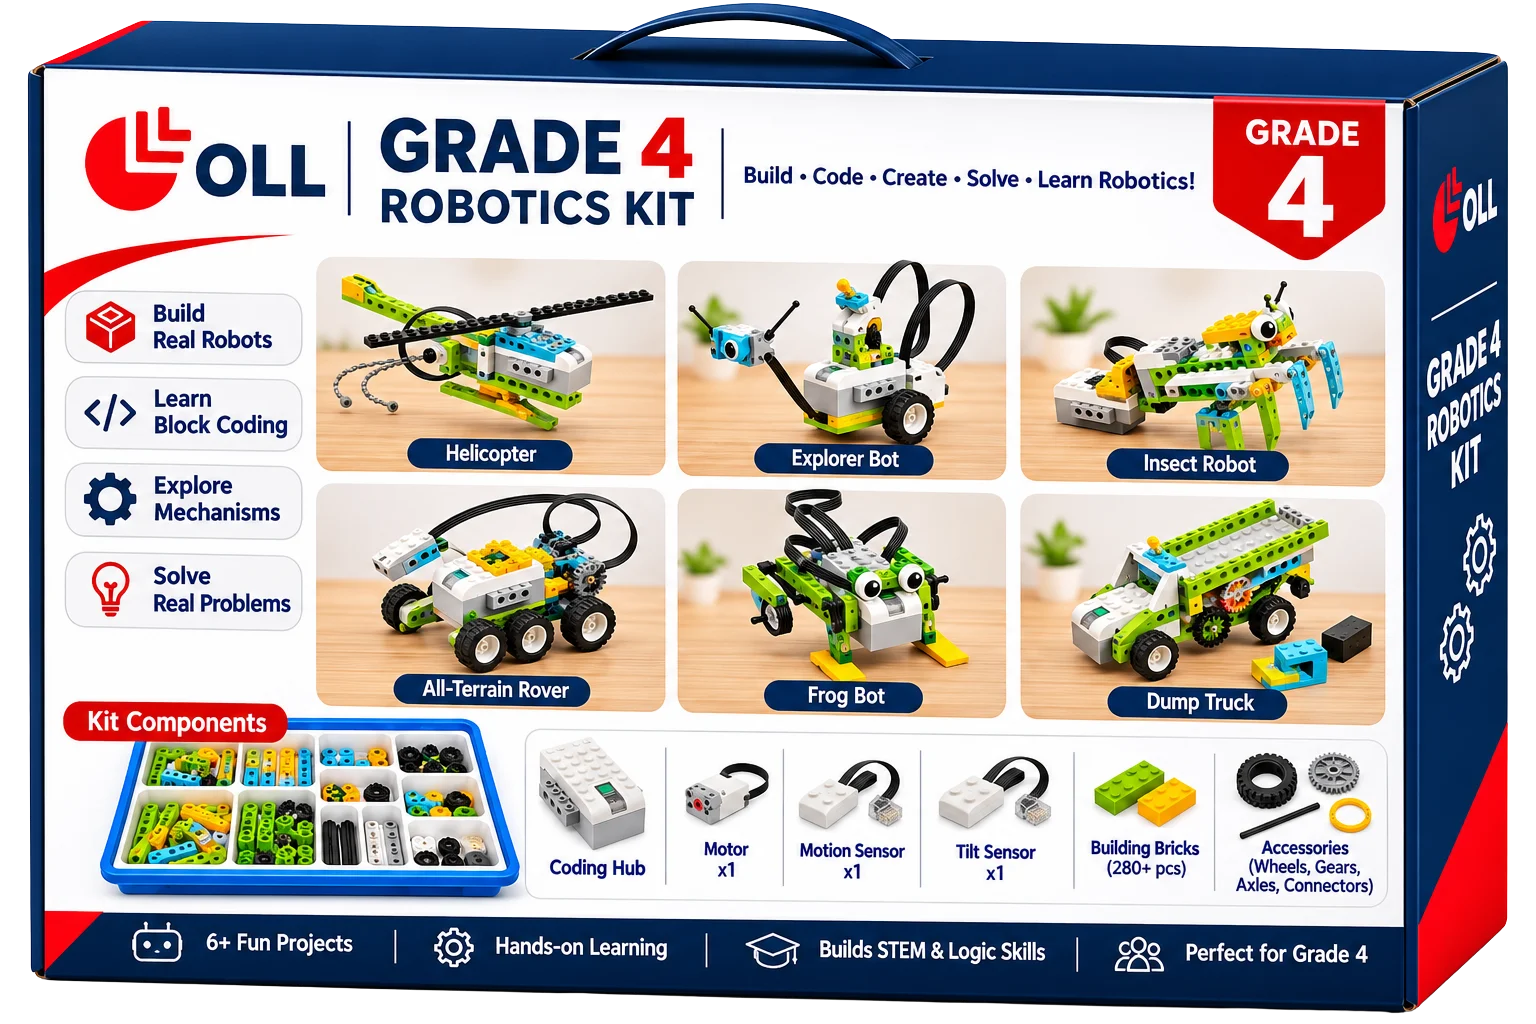 OLL
GRADE 4
ROBOTICS KIT
Build • Code • Create • Solve • Learn Robotics!
GRADE
4
Build
Real Robots
Learn
Block Coding
Explore
Mechanisms
Solve
Real Problems
Helicopter
Explorer Bot
Insect Robot
All-Terrain Rover
Frog Bot
Dump Truck
Kit Components
Coding Hub
Motor
x1
Motion Sensor
x1
Tilt Sensor
x1
Building Bricks
(280+ pcs)
Accessories
(Wheels, Gears,
Axles, Connectors)
6+ Fun Projects
Hands-on Learning
Builds STEM & Logic Skills
Perfect for Grade 4
OLL
GRADE 4
ROBOTICS
KIT